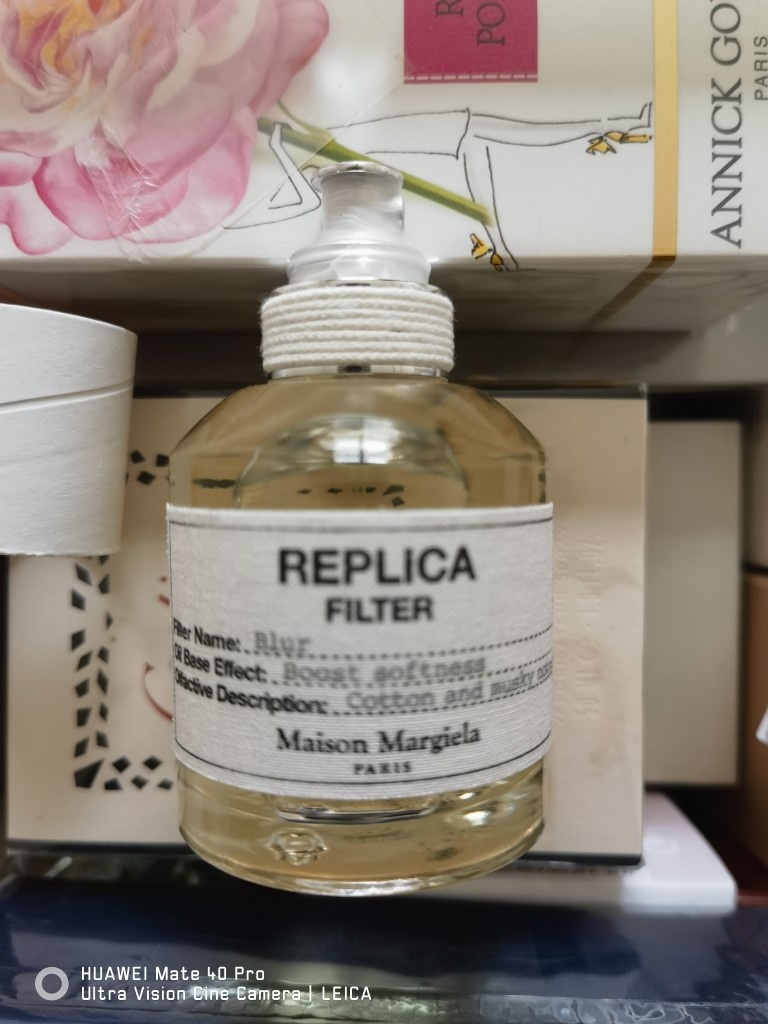 ANNICK GO
PARIS
REPLICA
FILTER
Filter Name: Blur
Oil Base Effect: Boost softness
Olfactive Description: Cotton and musky
Maison Margiela
PARIS
HUAWEI Mate 40 Pro
Ultra Vision Cine Camera | LEICA